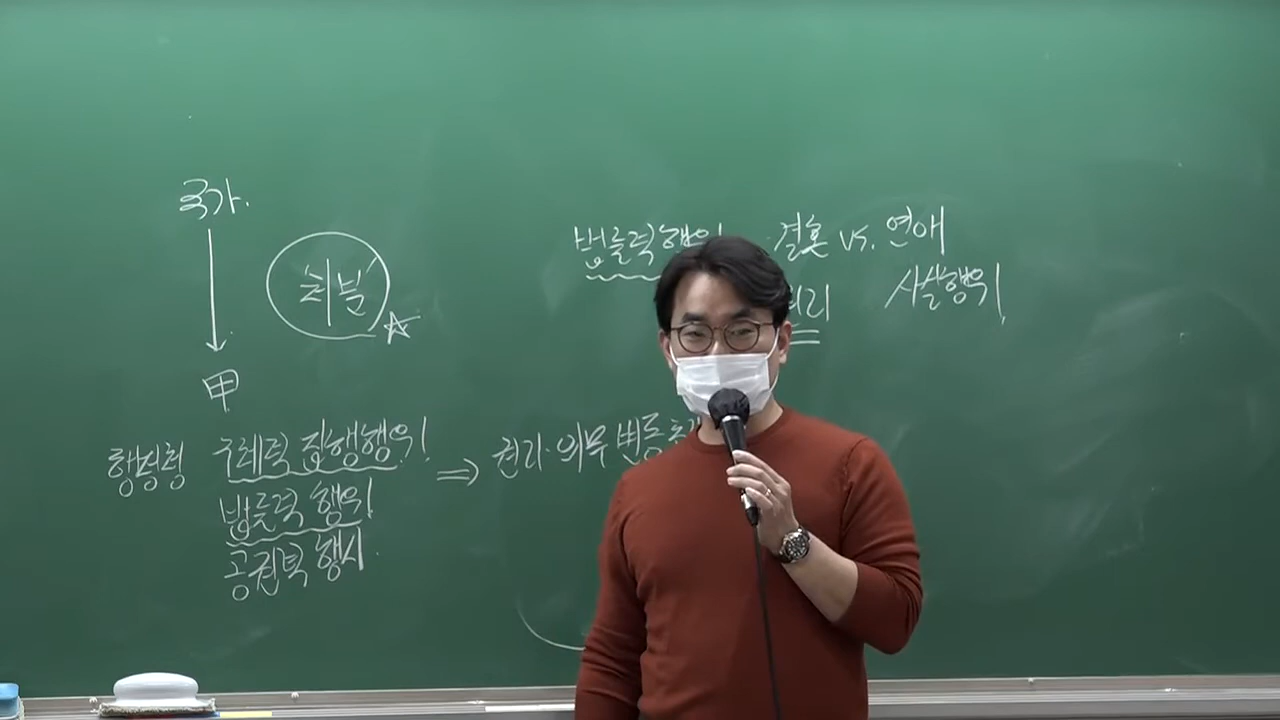 국가.
처분
甲
행정청 구체적 집행행위!
법률적 행위!
공권력 행사.
⇒ 권리·의무 변동
법률적 행위! 결혼 vs. 연애
권리 사실행위!